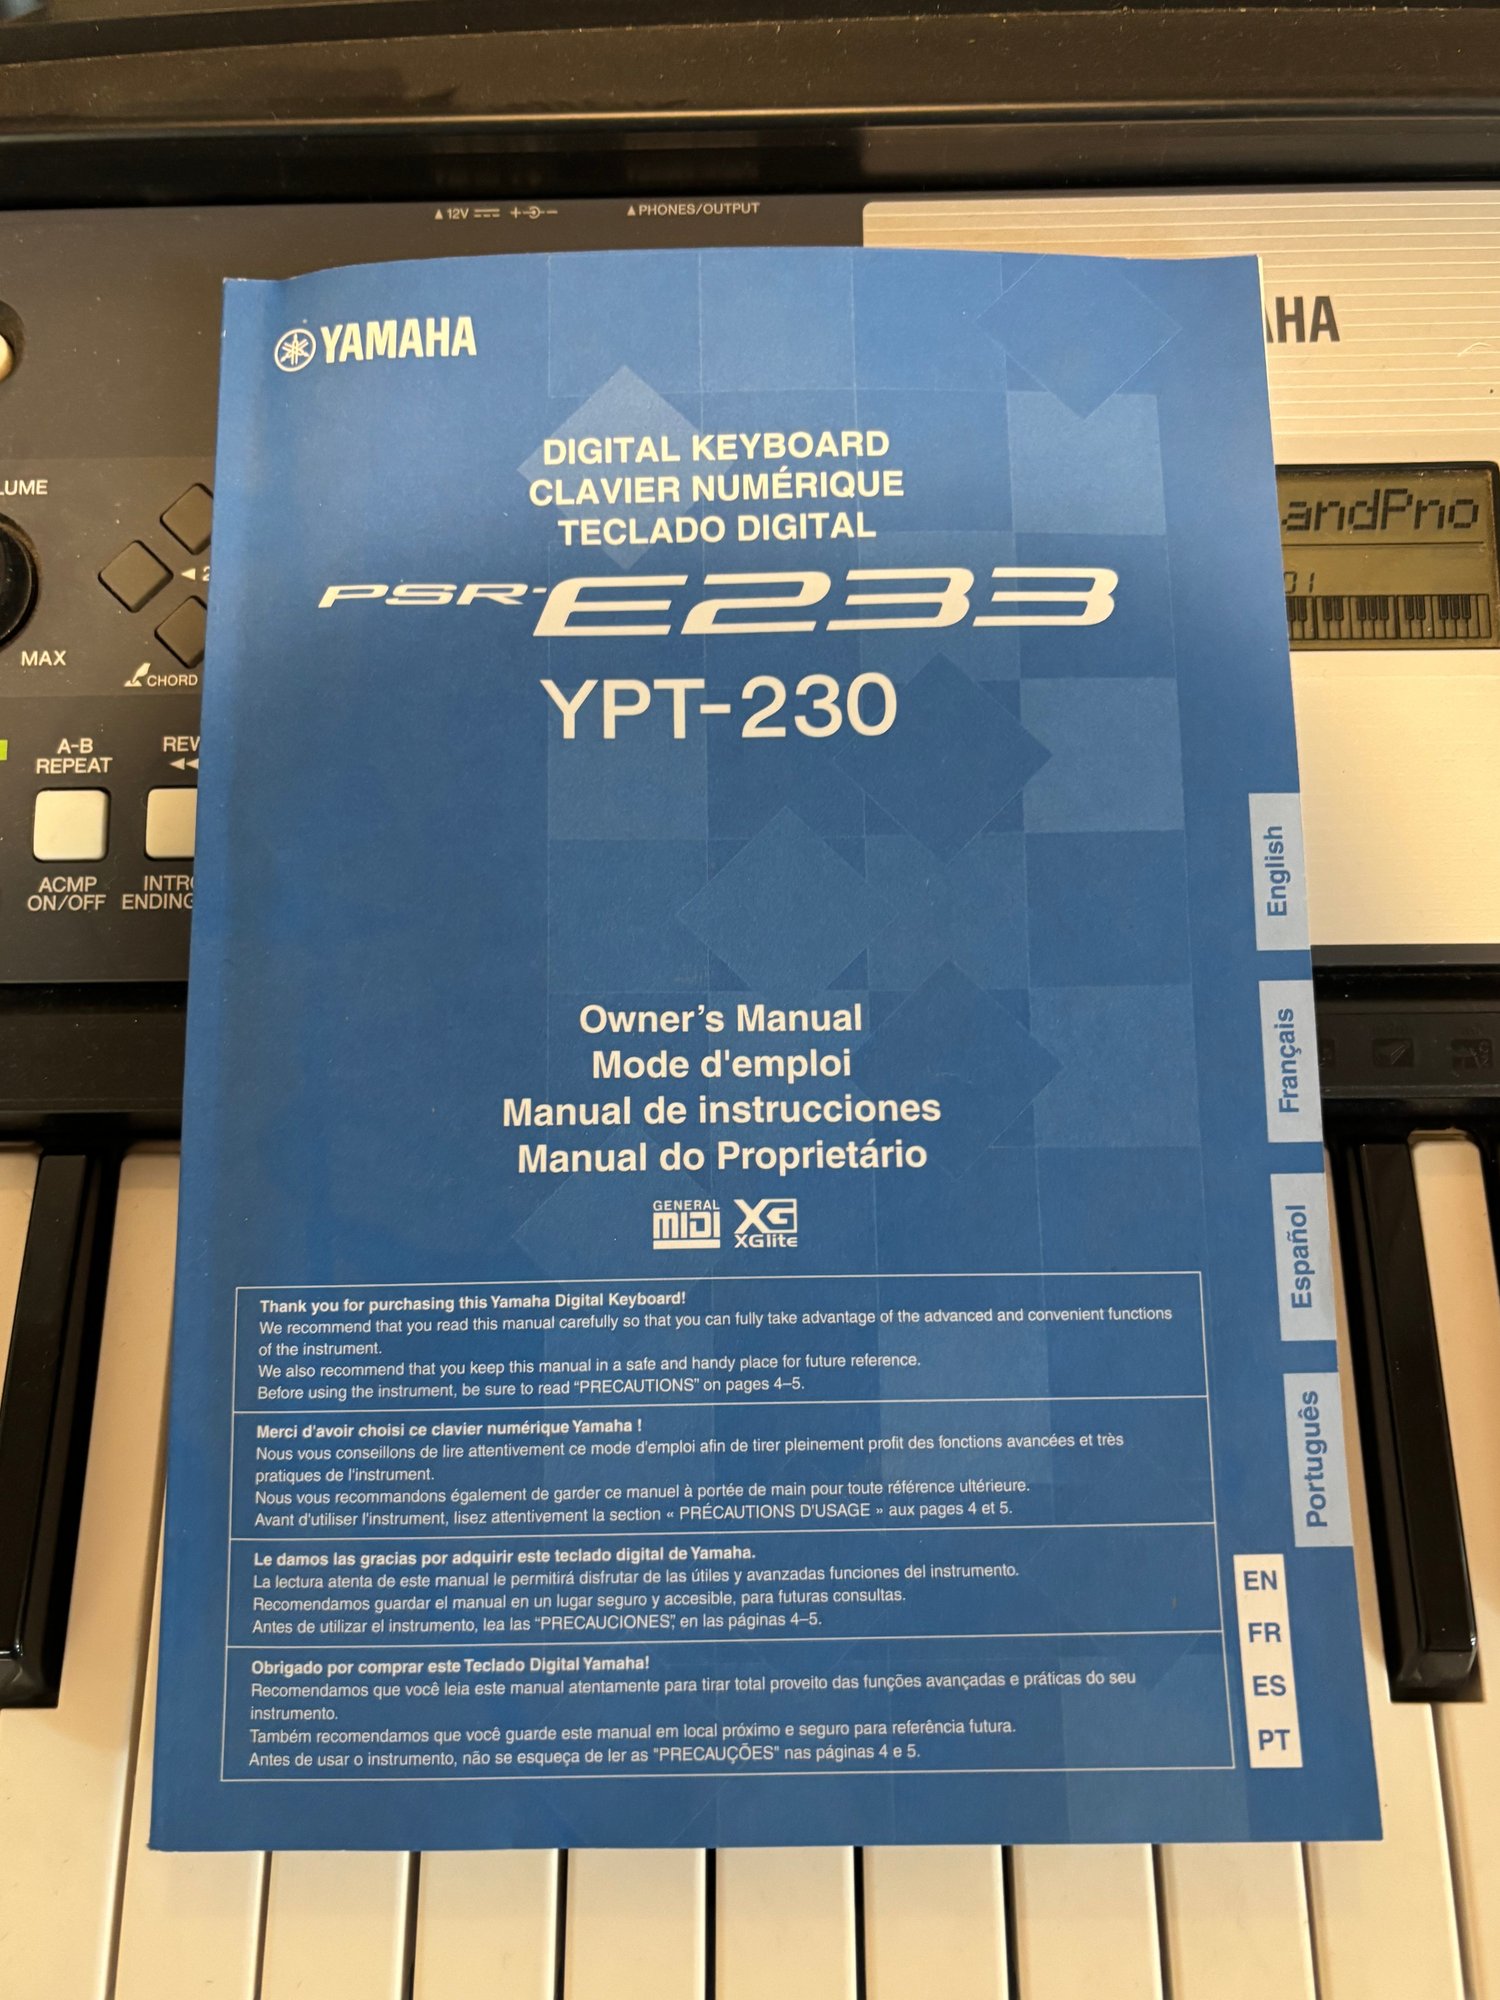 12V
PHONES/OUTPUT
YAMAHA
AHA
DIGITAL KEYBOARD
CLAVIER NUMÉRIQUE
TECLADO DIGITAL
PSR-E233
YPT-230
andPno
01
LUME
MAX
2
CHORD
A-B
REPEAT
REW
ACMP
ON/OFF
INTRO
ENDING
Owner's Manual
Mode d'emploi
Manual de instrucciones
Manual do Proprietário
GENERAL
MIDI
XG
XGlite
English
Français
Español
Português
Thank you for purchasing this Yamaha Digital Keyboard!
We recommend that you read this manual carefully so that you can fully take advantage of the advanced and convenient functions
of the instrument.
We also recommend that you keep this manual in a safe and handy place for future reference.
Before using the instrument, be sure to read “PRECAUTIONS” on pages 4–5.
Merci d'avoir choisi ce clavier numérique Yamaha !
Nous vous conseillons de lire attentivement ce mode d'emploi afin de tirer pleinement profit des fonctions avancées et très
pratiques de l'instrument.
Nous vous recommandons également de garder ce manuel à portée de main pour toute référence ultérieure.
Avant d'utiliser l'instrument, lisez attentivement la section « PRÉCAUTIONS D'USAGE » aux pages 4 et 5.
Le damos las gracias por adquirir este teclado digital de Yamaha.
La lectura atenta de este manual le permitirá disfrutar de las útiles y avanzadas funciones del instrumento.
Recomendamos guardar el manual en un lugar seguro y accesible, para futuras consultas.
Antes de utilizar el instrumento, lea las “PRECAUCIONES”, en las páginas 4–5.
Obrigado por comprar este Teclado Digital Yamaha!
Recomendamos que você leia este manual atentamente para tirar total proveito das funções avançadas e práticas do seu
instrumento.
Também recomendamos que você guarde este manual em local próximo e seguro para referência futura.
Antes de usar o instrumento, não se esqueça de ler as "PRECAUÇÕES" nas páginas 4 e 5.
EN
FR
ES
PT